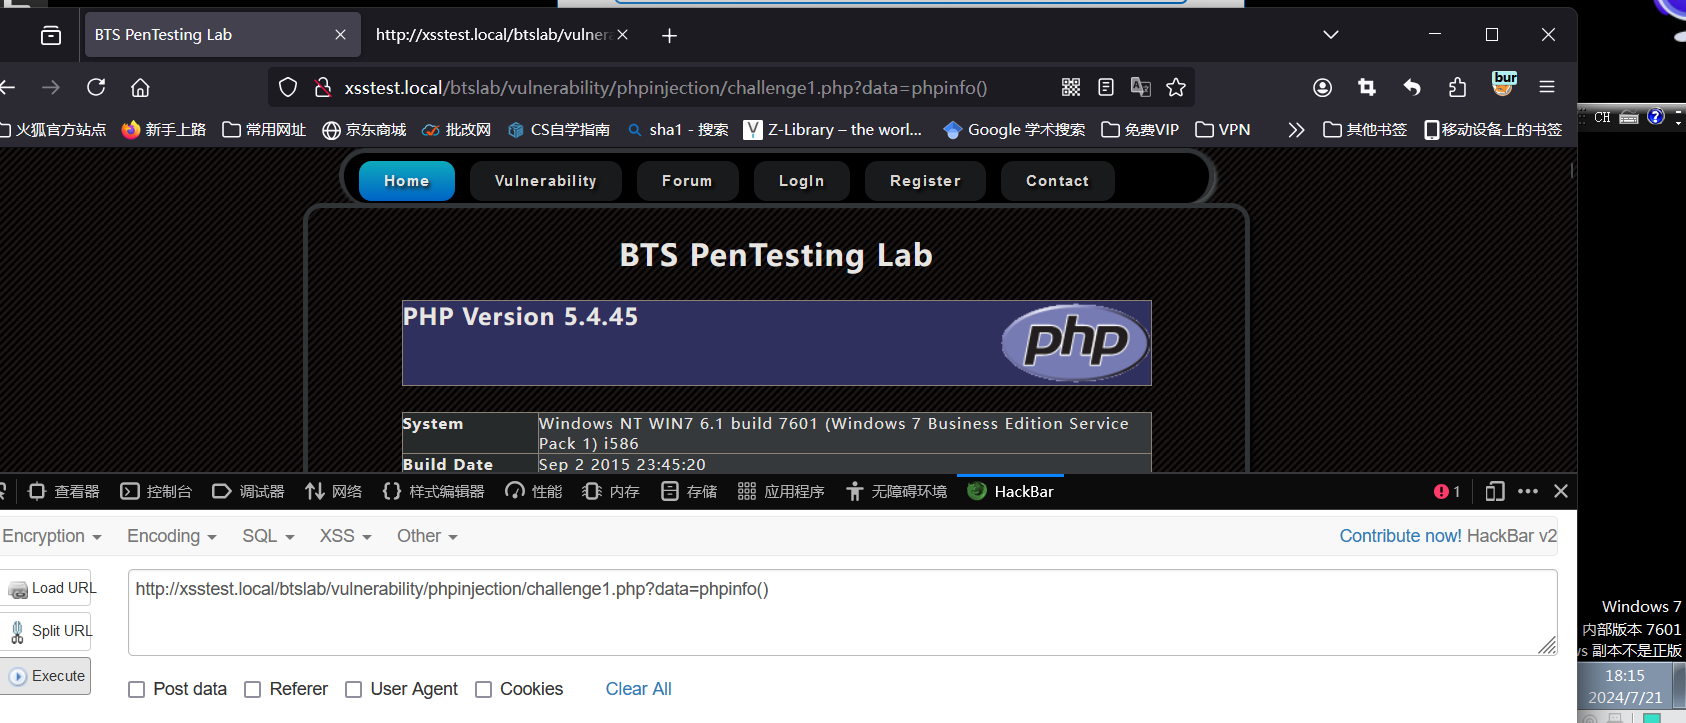 BTS PenTesting Lab
http://xsstest.local/btslab/vulnera
xsstest.local/btslab/vulnerability/phpinjection/challenge1.php?data=phpinfo()
bur
火狐官方站点 新手上路 常用网址 京东商城 批改网 CS自学指南 sha1 - 搜索 Z-Library – the worl... Google 学术搜索 免费VIP VPN 其他书签 移动设备上的书签
CH
Home Vulnerability Forum LogIn Register Contact
BTS PenTesting Lab
PHP Version 5.4.45
php
System Windows NT WIN7 6.1 build 7601 (Windows 7 Business Edition Service
Pack 1) i586
Build Date Sep 2 2015 23:45:20
查看器 控制台 调试器 网络 样式编辑器 性能 内存 存储 应用程序 无障碍环境 HackBar 1
Encryption Encoding SQL XSS Other Contribute now! HackBar v2
Load URL
http://xsstest.local/btslab/vulnerability/phpinjection/challenge1.php?data=phpinfo()
Split URL
Execute
Post data Referer User Agent Cookies Clear All
Windows 7
内部版本 7601
副本不是正版
18:15
2024/7/21